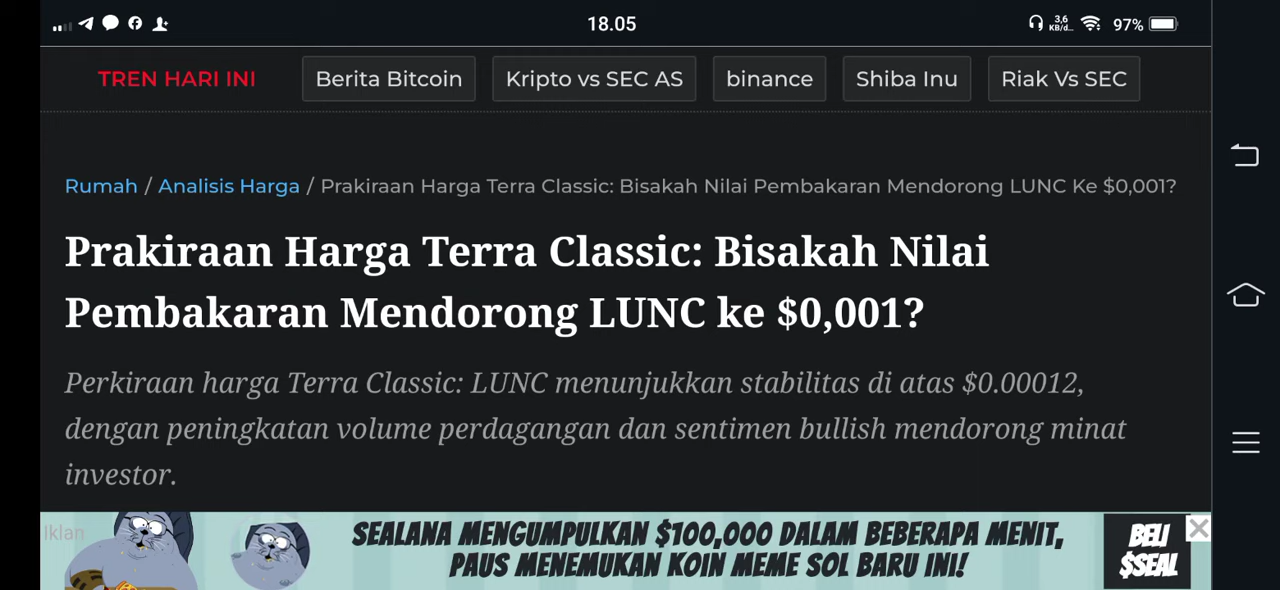 18.05
3,6
KB/d...
97%
TREN HARI INI
Berita Bitcoin
Kripto vs SEC AS
binance
Shiba Inu
Riak Vs SEC
Rumah / Analisis Harga / Prakiraan Harga Terra Classic: Bisakah Nilai Pembakaran Mendorong LUNC Ke $0,001?
Prakiraan Harga Terra Classic: Bisakah Nilai
Pembakaran Mendorong LUNC ke $0,001?
Perkiraan harga Terra Classic: LUNC menunjukkan stabilitas di atas $0.00012,
dengan peningkatan volume perdagangan dan sentimen bullish mendorong minat
investor.
Iklan
SEALANA MENGUMPULKAN $100,000 DALAM BEBERAPA MENIT,
PAUS MENEMUKAN KOIN MEME SOL BARU INI!
BELI
$SEAL